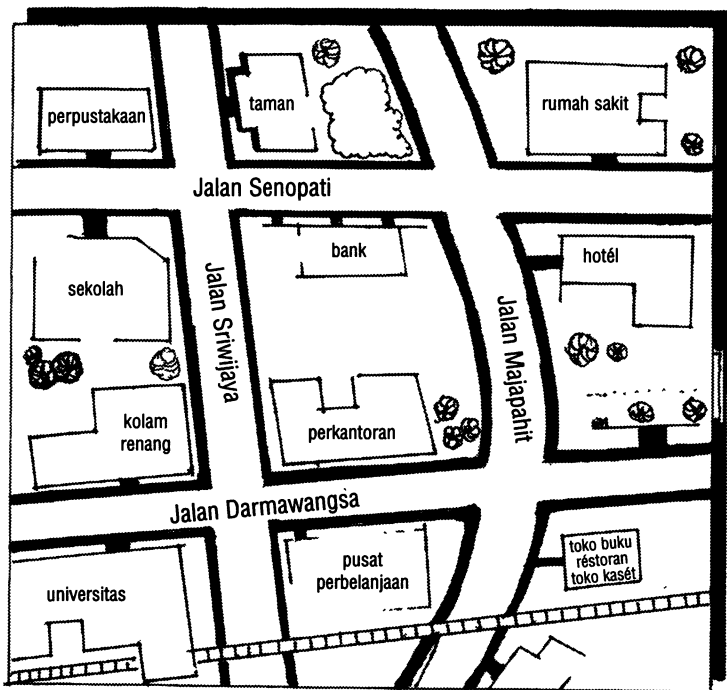 perpustakaan
taman
rumah sakit
Jalan Senopati
sekolah
Jalan Sriwijaya
bank
hotél
Jalan Majapahit
kolam
renang
perkantoran
Jalan Darmawangsa
universitas
pusat
perbelanjaan
toko buku
réstoran
toko kasét